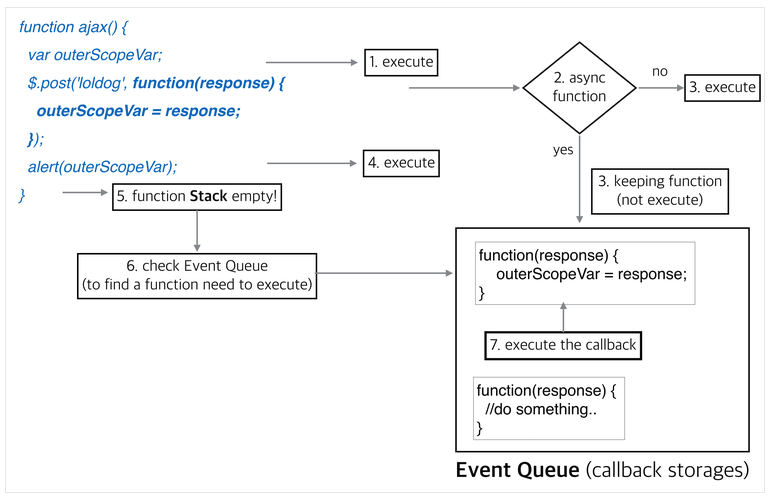 function ajax() {
var outerScopeVar;
$.post('loldog', function(response) {
outerScopeVar = response;
});
alert(outerScopeVar);
}
1. execute
2. async
function
no
3. execute
yes
3. keeping function
(not execute)
4. execute
5. function Stack empty!
6. check Event Queue
(to find a function need to execute)
function(response) {
outerScopeVar = response;
}
7. execute the callback
function(response) {
//do something..
}
Event Queue (callback storages)